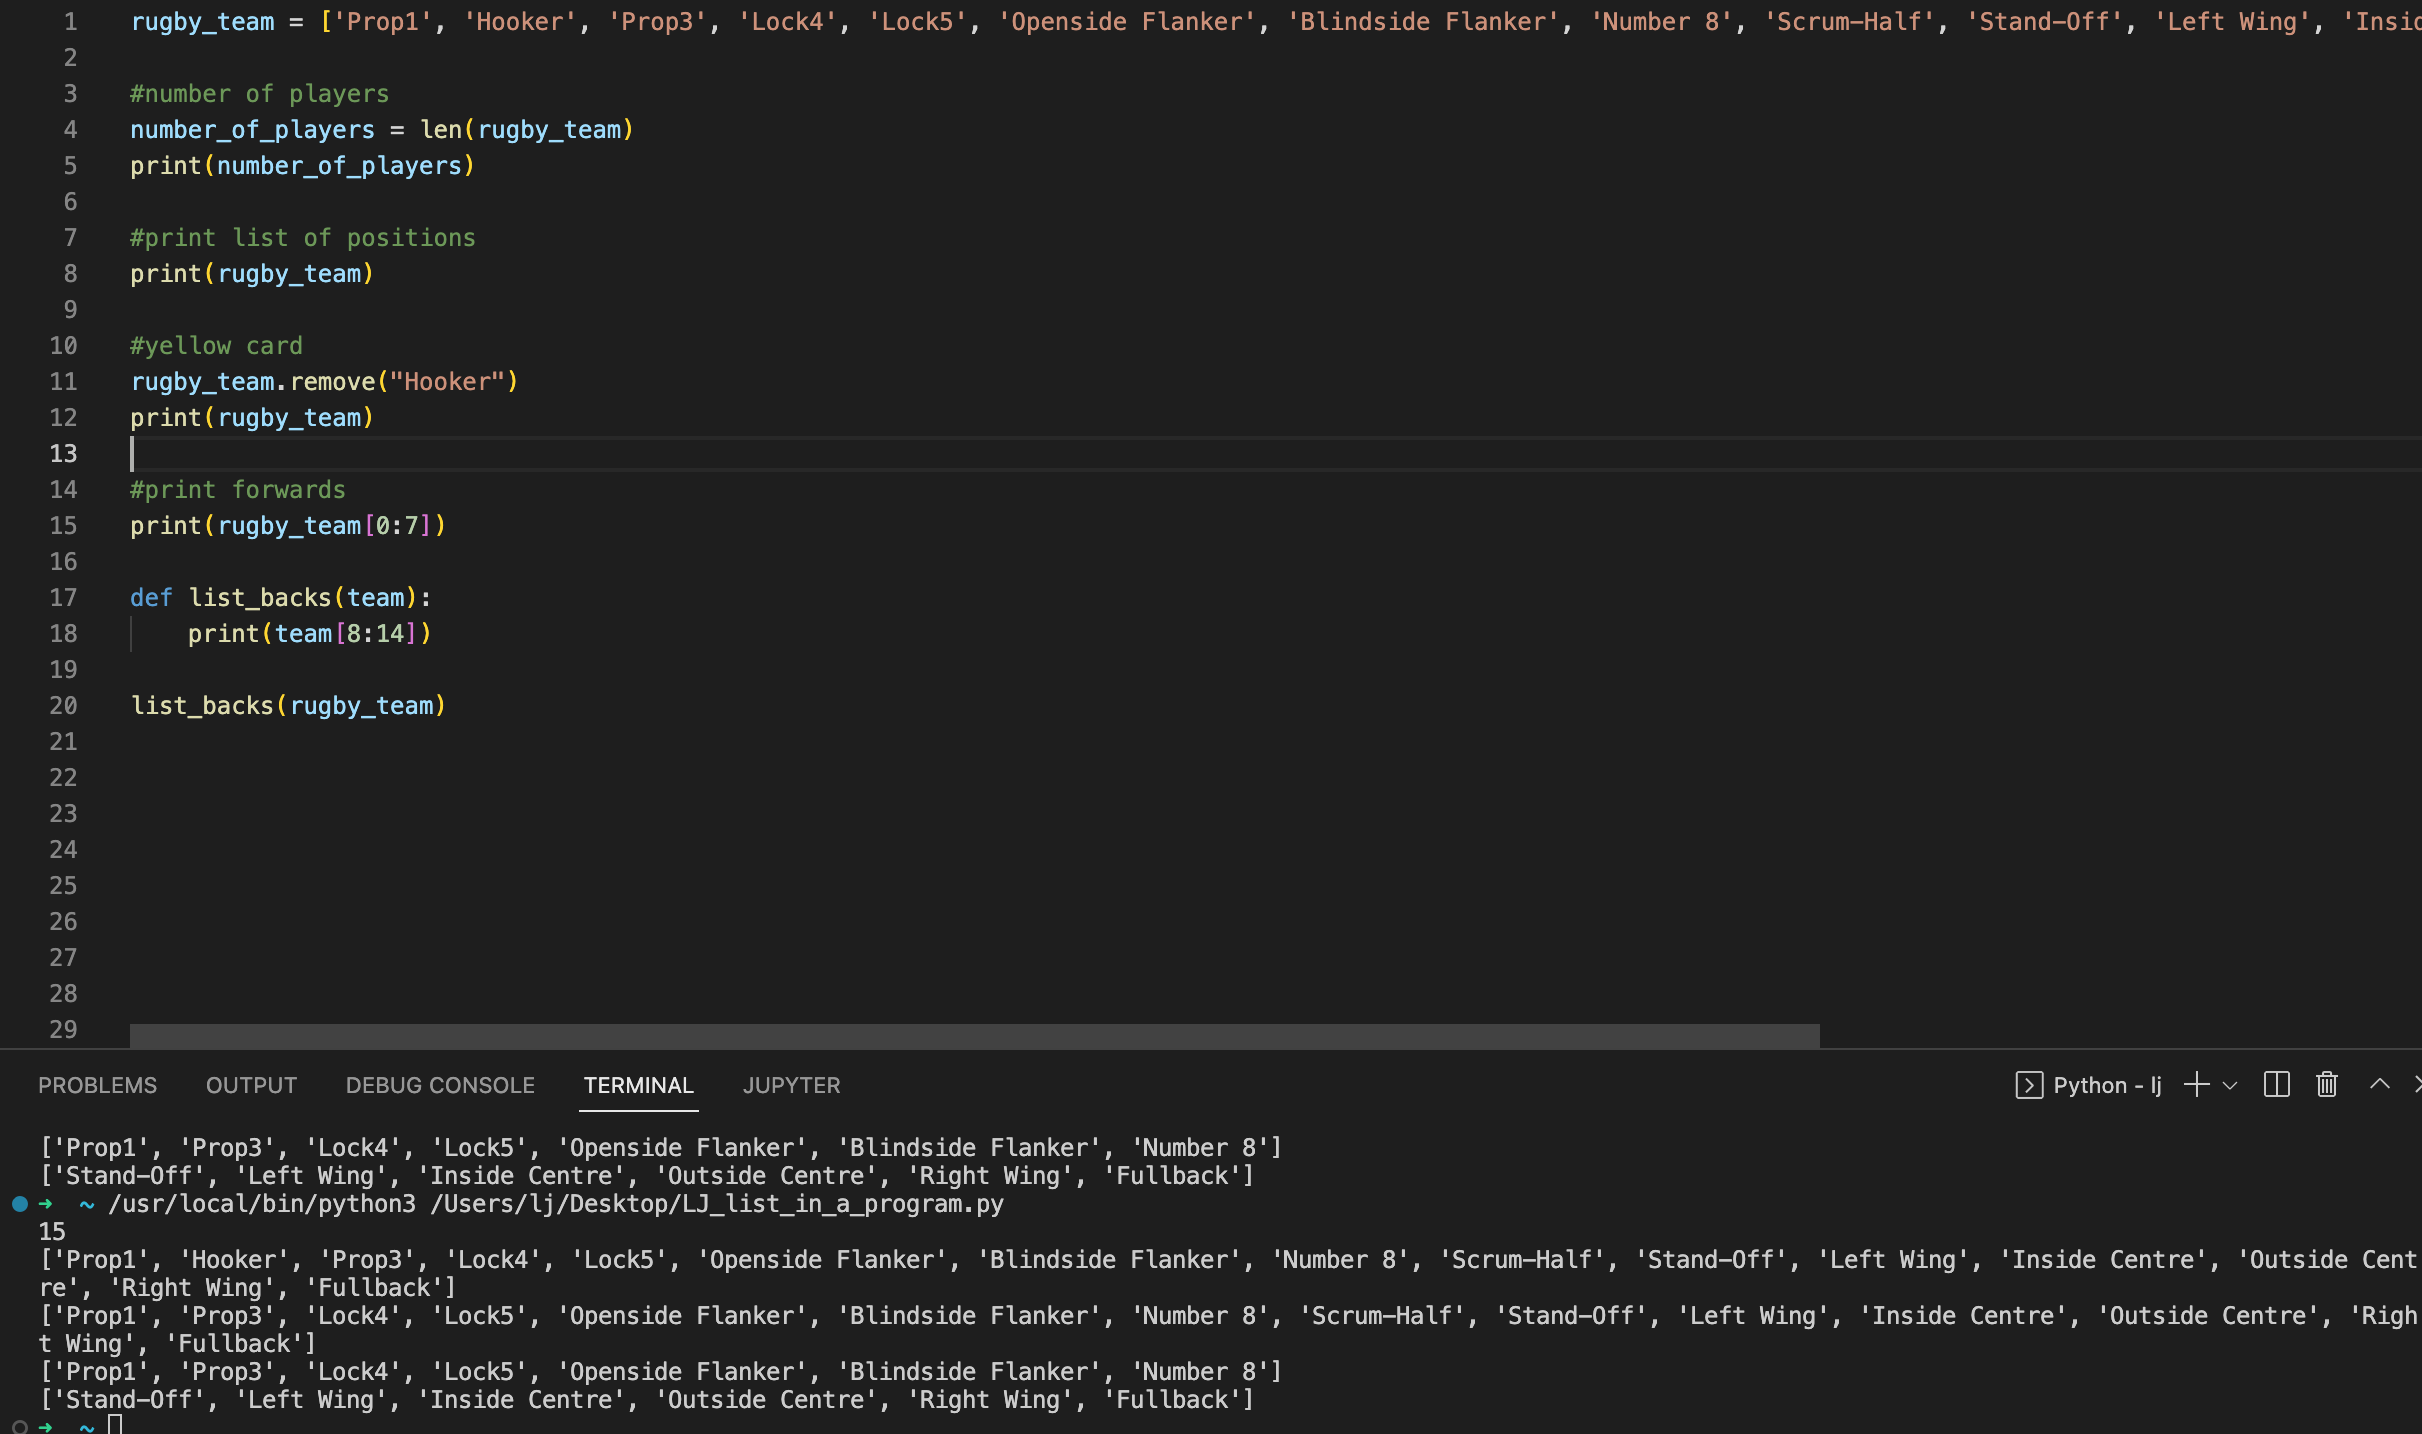 1 rugby_team = ['Prop1', 'Hooker', 'Prop3', 'Lock4', 'Lock5', 'Openside Flanker', 'Blindside Flanker', 'Number 8', 'Scrum-Half', 'Stand-Off', 'Left Wing', 'Insid
2
3 #number of players
4 number_of_players = len(rugby_team)
5 print(number_of_players)
6
7 #print list of positions
8 print(rugby_team)
9
10 #yellow card
11 rugby_team.remove("Hooker")
12 print(rugby_team)
13
14 #print forwards
15 print(rugby_team[0:7])
16
17 def list_backs(team):
18     print(team[8:14])
19
20 list_backs(rugby_team)
21
22
23
24
25
26
27
28
29
PROBLEMS OUTPUT DEBUG CONSOLE TERMINAL JUPYTER Python - lj
['Prop1', 'Prop3', 'Lock4', 'Lock5', 'Openside Flanker', 'Blindside Flanker', 'Number 8']
['Stand-Off', 'Left Wing', 'Inside Centre', 'Outside Centre', 'Right Wing', 'Fullback']
➜ ~ /usr/local/bin/python3 /Users/lj/Desktop/LJ_list_in_a_program.py
15
['Prop1', 'Hooker', 'Prop3', 'Lock4', 'Lock5', 'Openside Flanker', 'Blindside Flanker', 'Number 8', 'Scrum-Half', 'Stand-Off', 'Left Wing', 'Inside Centre', 'Outside Cent
re', 'Right Wing', 'Fullback']
['Prop1', 'Prop3', 'Lock4', 'Lock5', 'Openside Flanker', 'Blindside Flanker', 'Number 8', 'Scrum-Half', 'Stand-Off', 'Left Wing', 'Inside Centre', 'Outside Centre', 'Righ
t Wing', 'Fullback']
['Prop1', 'Prop3', 'Lock4', 'Lock5', 'Openside Flanker', 'Blindside Flanker', 'Number 8']
['Stand-Off', 'Left Wing', 'Inside Centre', 'Outside Centre', 'Right Wing', 'Fullback']
➜ ~